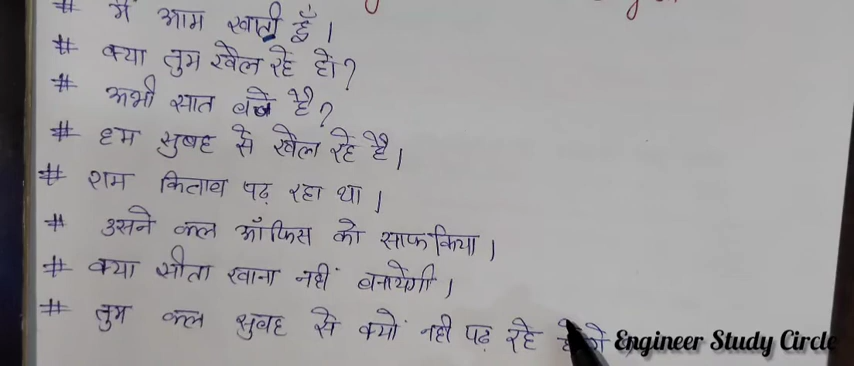 # मैं आम खाती हूँ।
# क्या तुम खेल रहे हो?
# अभी सात बजे है?
# हम सुबह से खेल रहे है।
# राम किताब पढ़ रहा था।
# उसने कल ऑफिस को साफ किया।
# क्या सीता खाना नहीं बनायेगी।
# तुम कल सुबह से क्यों नही पढ़ रहे
Engineer Study Circle